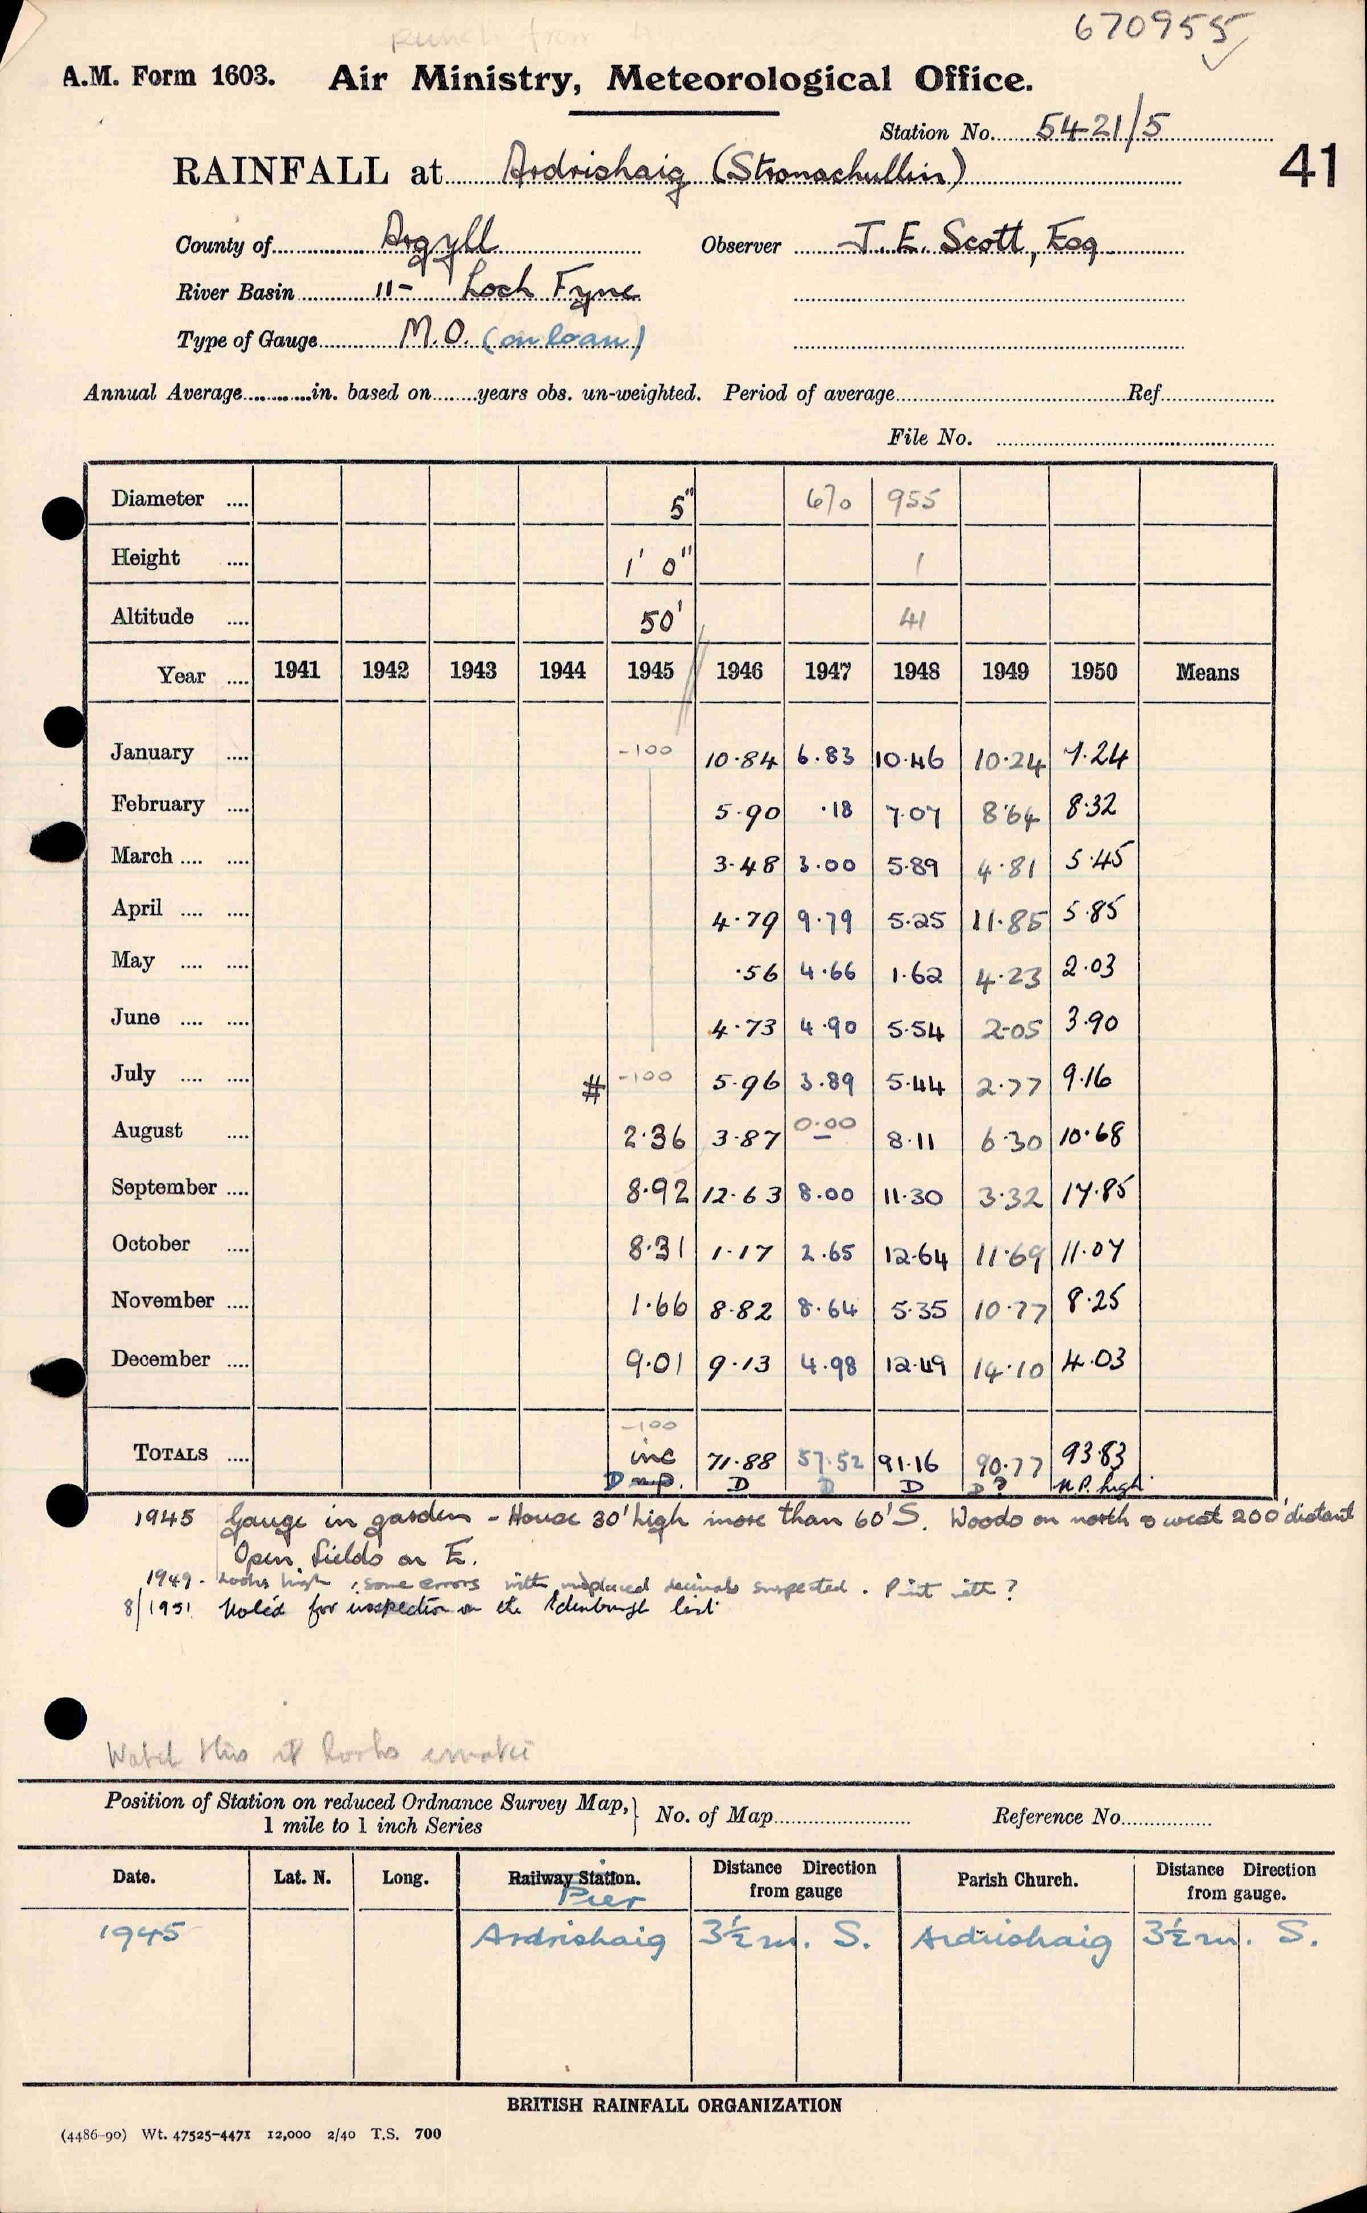 670955
A.M. Form 1603. Air Ministry, Meteorological Office.
Station No. 5421/5
41
RAINFALL at Ardrishaig (Stronachullin)
County of Argyll Observer J. E. Scott, Esq
River Basin 11- Loch Fyne
Type of Gauge M.O. (on loan)
Annual Average in. based on years obs. un-weighted. Period of average Ref
File No.
Diameter .... 5" 670 955
Height .... 1' 0" 1
Altitude .... 50' 41
Year .... 1941 1942 1943 1944 1945 1946 1947 1948 1949 1950 Means
January .... -100 10.84 6.83 10.46 10.24 7.24
February .... 5.90 .18 7.07 8.64 8.32
March .... .... 3.48 3.00 5.89 4.81 5.45
April .... .... 4.79 9.79 5.25 11.85 5.85
May .... .... .56 4.66 1.62 4.23 2.03
June .... .... 4.73 4.90 5.54 2.05 3.90
July .... .... # -100 5.96 3.89 5.44 2.77 9.16
August .... 2.36 3.87 0.00 – 8.11 6.30 10.68
September .... 8.92 12.63 8.00 11.30 3.32 17.85
October .... 8.31 1.17 2.65 12.64 11.69 11.07
November .... 1.66 8.82 8.64 5.35 10.77 8.25
December .... 9.01 9.13 4.98 12.49 14.10 4.03
-100
TOTALS .... inc 71.88 57.52 91.16 90.77 93.83
D n.p. D D D D ? n.P. high
1945 Gauge in garden - House 30' high more than 60' S. Woods on north & west 200' distant
Open fields on E.
1949 - Looks high, some errors with misplaced decimals suspected. Print with ?
8/1951 Noted for inspection on the Edinburgh list
Watch this it looks erratic
Position of Station on reduced Ordnance Survey Map, } No. of Map Reference No.
1 mile to 1 inch Series
Date. Lat. N. Long. Railway Station. Distance Direction from gauge Parish Church. Distance Direction from gauge.
Pier
1945 Ardrishaig 3½ m. S. Ardrishaig 3½ m. S.
BRITISH RAINFALL ORGANIZATION
(4486-90) Wt. 47525-4471 12,000 2/40 T.S. 700